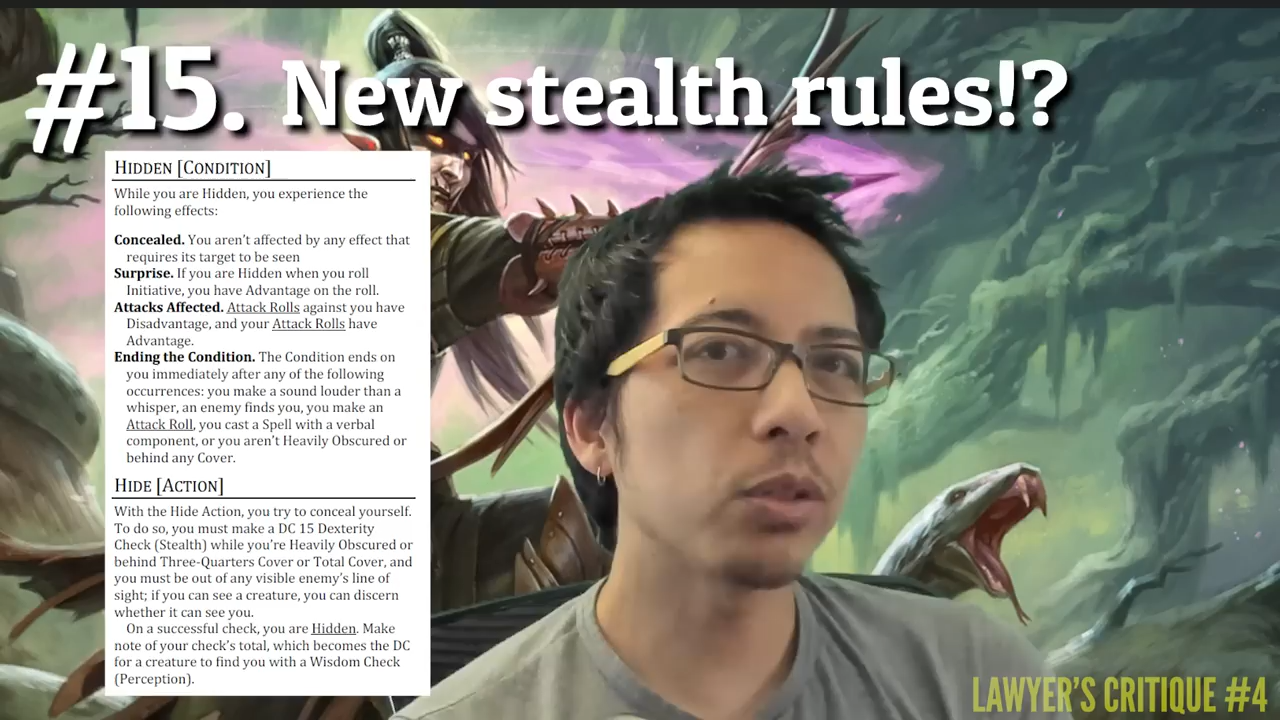 #15. New stealth rules!?
HIDDEN [CONDITION]
While you are Hidden, you experience the
following effects:
Concealed. You aren't affected by any effect that
requires its target to be seen
Surprise. If you are Hidden when you roll
Initiative, you have Advantage on the roll.
Attacks Affected. Attack Rolls against you have
Disadvantage, and your Attack Rolls have
Advantage.
Ending the Condition. The Condition ends on
you immediately after any of the following
occurrences: you make a sound louder than a
whisper, an enemy finds you, you make an
Attack Roll, you cast a Spell with a verbal
component, or you aren't Heavily Obscured or
behind any Cover.
HIDE [ACTION]
With the Hide Action, you try to conceal yourself.
To do so, you must make a DC 15 Dexterity
Check (Stealth) while you're Heavily Obscured or
behind Three-Quarters Cover or Total Cover, and
you must be out of any visible enemy's line of
sight; if you can see a creature, you can discern
whether it can see you.
On a successful check, you are Hidden. Make
note of your check's total, which becomes the DC
for a creature to find you with a Wisdom Check
(Perception).
LAWYER'S CRITIQUE #4